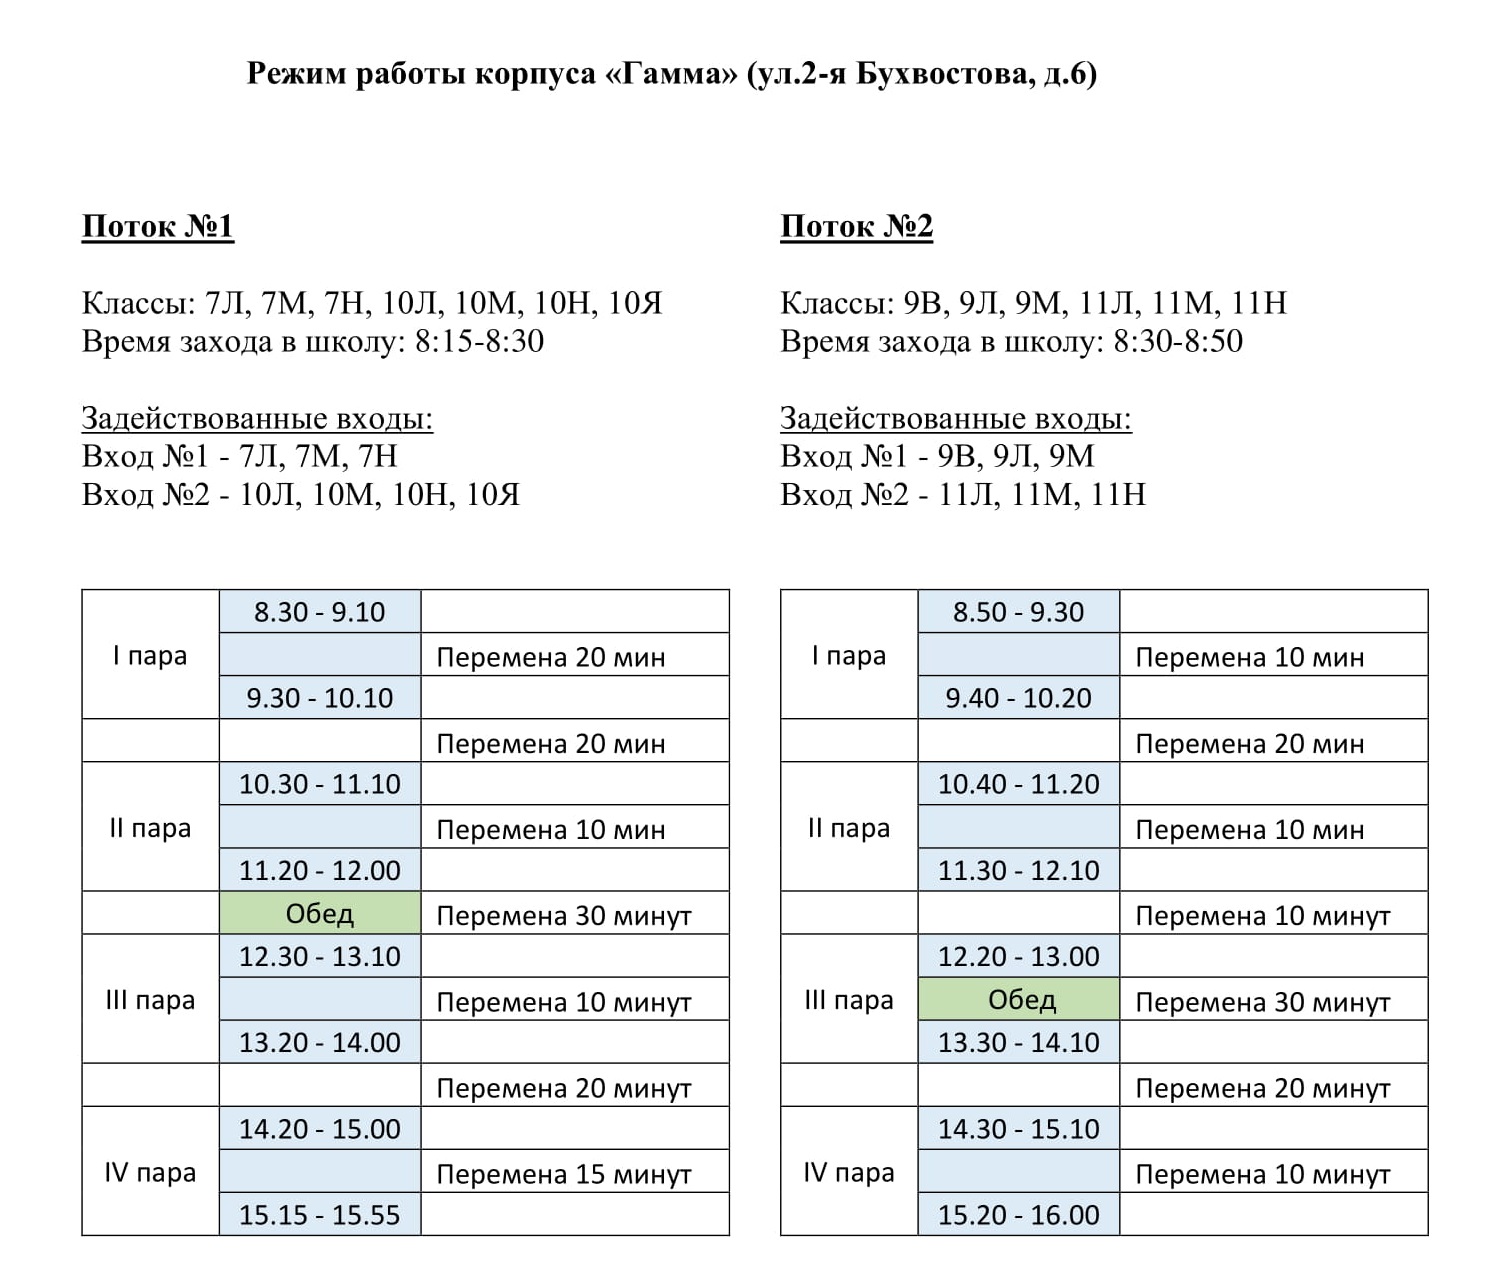 Режим работы корпуса «Гамма» (ул.2-я Бухвостова, д.6)
Поток №1
Классы: 7Л, 7М, 7Н, 10Л, 10М, 10Н, 10Я
Время захода в школу: 8:15-8:30
Задействованные входы:
Вход №1 - 7Л, 7М, 7Н
Вход №2 - 10Л, 10М, 10Н, 10Я
I пара
8.30 - 9.10
Перемена 20 мин
9.30 - 10.10
Перемена 20 мин
II пара
10.30 - 11.10
Перемена 10 мин
11.20 - 12.00
Обед
Перемена 30 минут
III пара
12.30 - 13.10
Перемена 10 минут
13.20 - 14.00
Перемена 20 минут
IV пара
14.20 - 15.00
Перемена 15 минут
15.15 - 15.55
Поток №2
Классы: 9В, 9Л, 9М, 11Л, 11М, 11Н
Время захода в школу: 8:30-8:50
Задействованные входы:
Вход №1 - 9В, 9Л, 9М
Вход №2 - 11Л, 11М, 11Н
I пара
8.50 - 9.30
Перемена 10 мин
9.40 - 10.20
Перемена 20 мин
II пара
10.40 - 11.20
Перемена 10 мин
11.30 - 12.10
Перемена 10 минут
III пара
12.20 - 13.00
Обед
Перемена 30 минут
13.30 - 14.10
Перемена 20 минут
IV пара
14.30 - 15.10
Перемена 10 минут
15.20 - 16.00